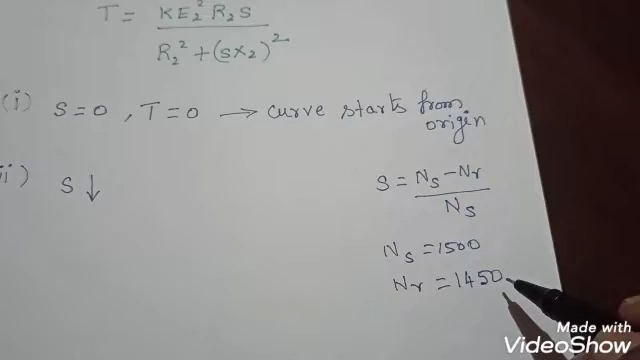 T = KE₂² R₂ S / R₂² + (SX₂)²
(i) S = 0 , T = 0 → curve starts from origin
ii) S ↓
S = Ns - Nr / Ns
Ns = 1500
Nr = 1450
Made with
VideoShow